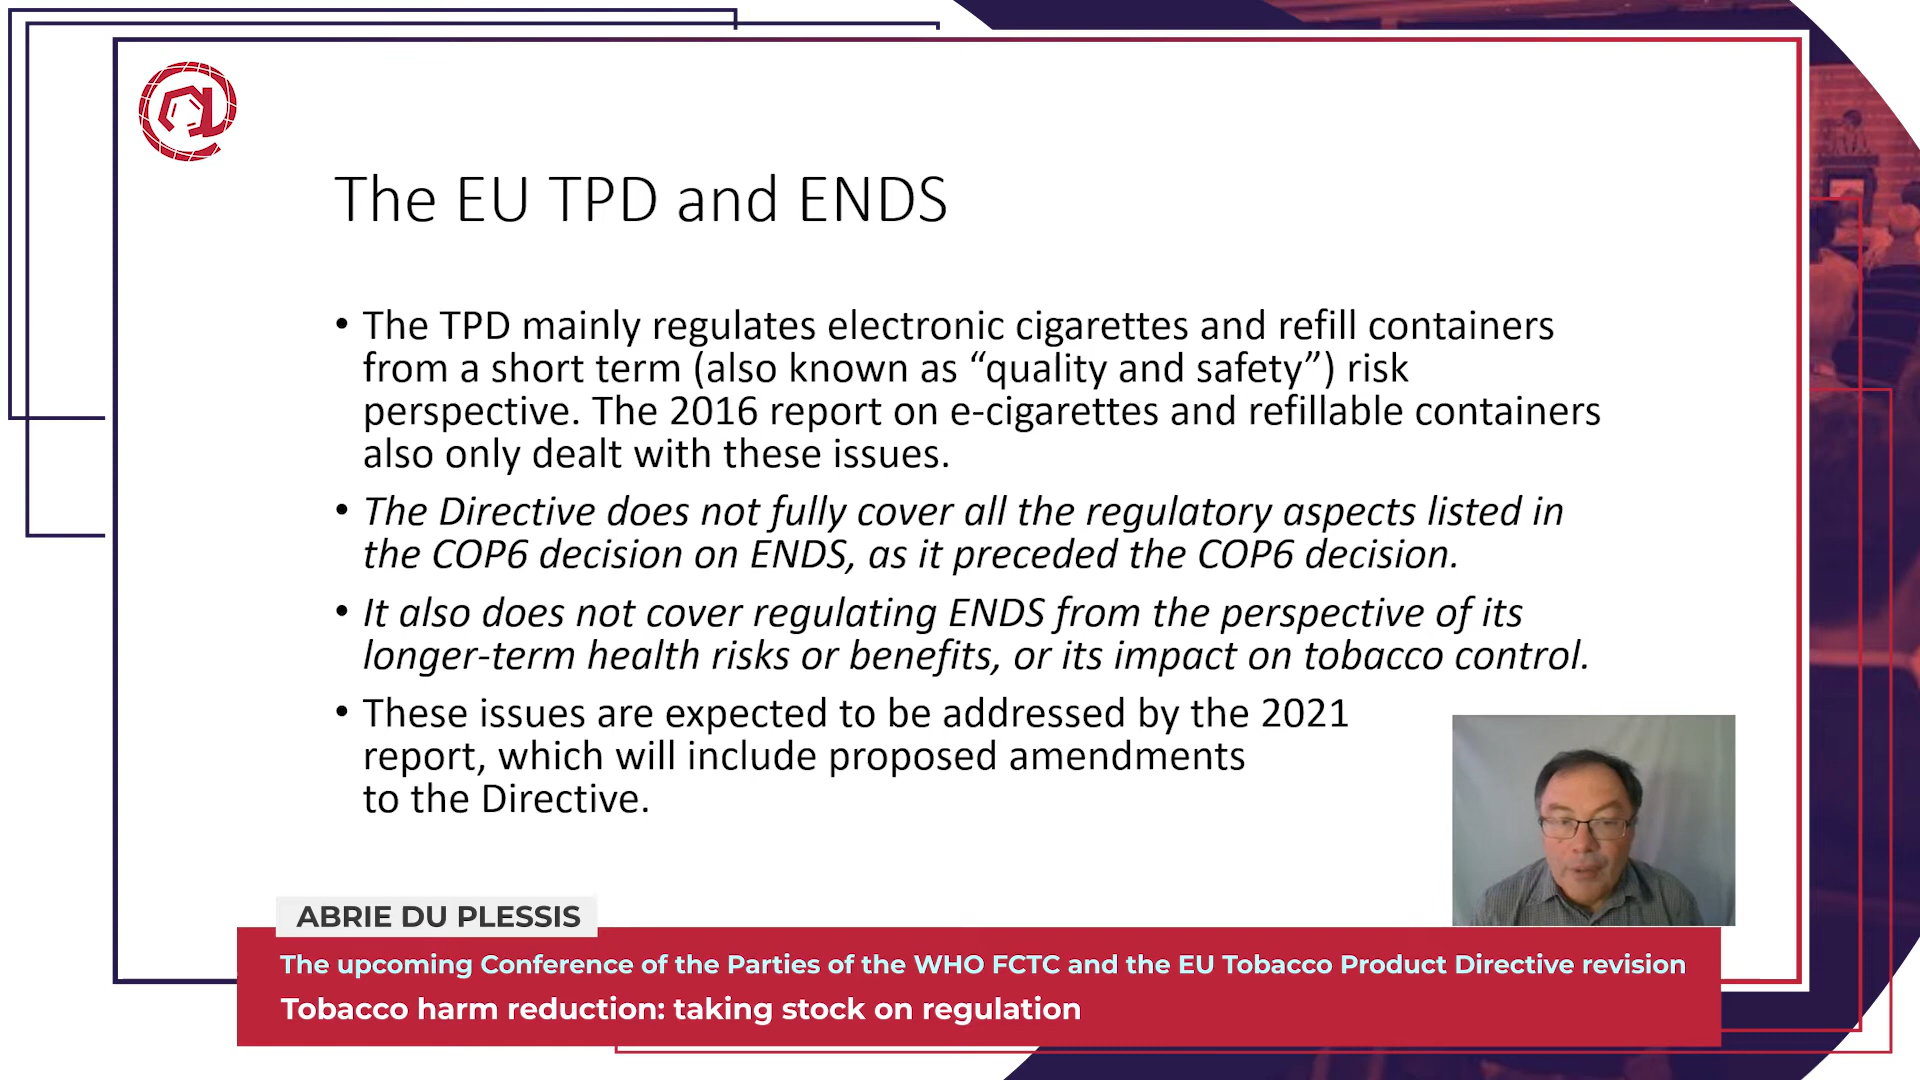 The EU TPD and ENDS
• The TPD mainly regulates electronic cigarettes and refill containers
from a short term (also known as “quality and safety”) risk
perspective. The 2016 report on e-cigarettes and refillable containers
also only dealt with these issues.
• The Directive does not fully cover all the regulatory aspects listed in
the COP6 decision on ENDS, as it preceded the COP6 decision.
• It also does not cover regulating ENDS from the perspective of its
longer-term health risks or benefits, or its impact on tobacco control.
• These issues are expected to be addressed by the 2021
report, which will include proposed amendments
to the Directive.
ABRIE DU PLESSIS
The upcoming Conference of the Parties of the WHO FCTC and the EU Tobacco Product Directive revision
Tobacco harm reduction: taking stock on regulation